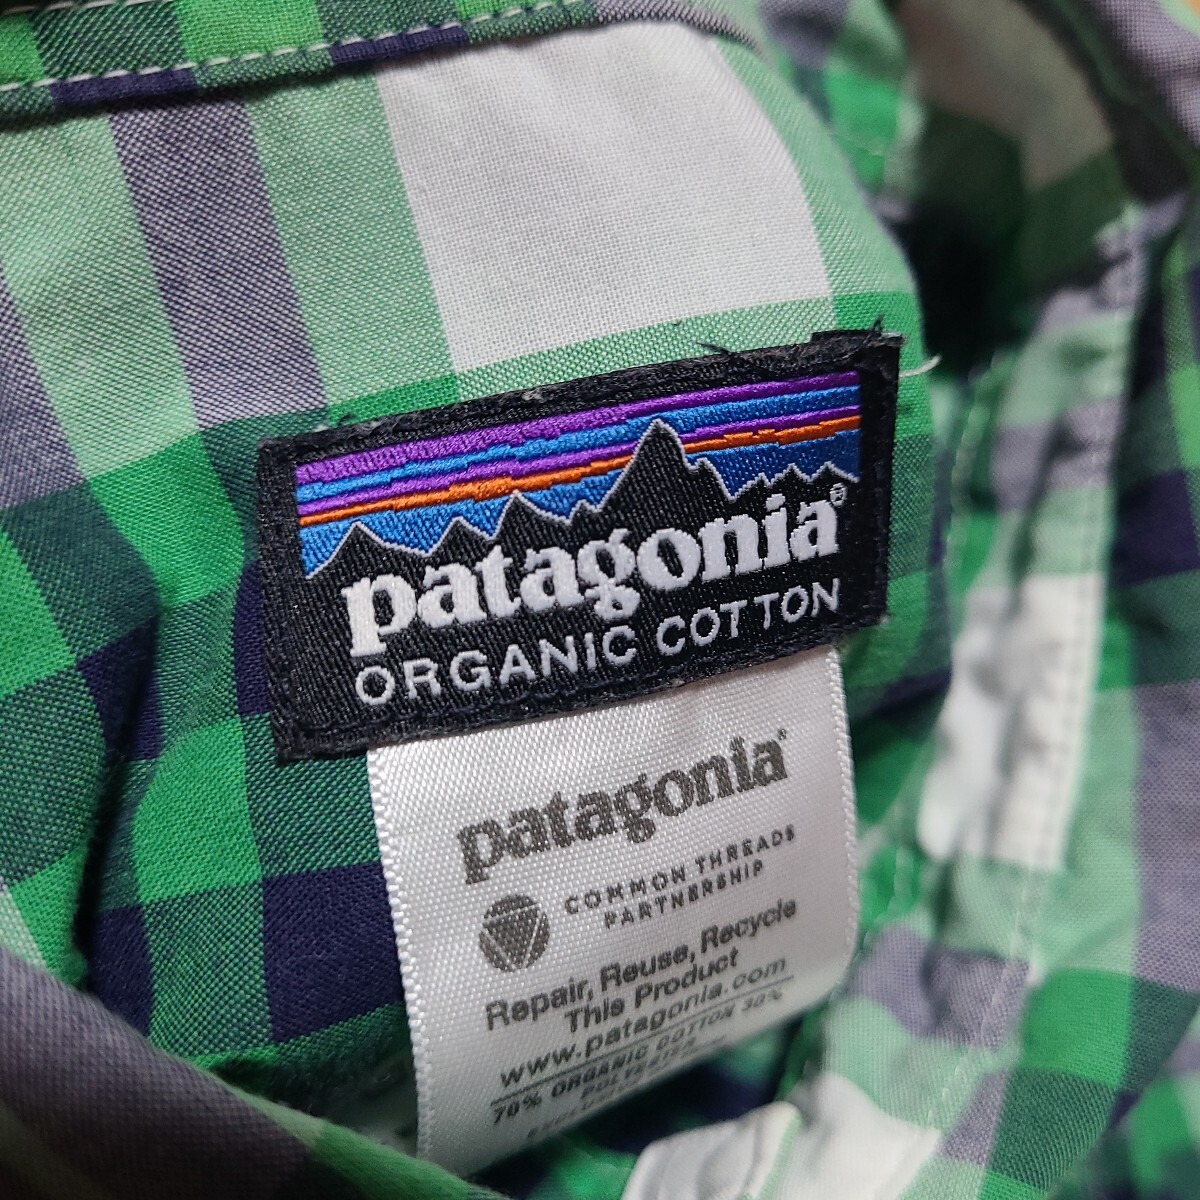 patagonia®
ORGANIC COTTON
patagonia®
COMMON THREADS
PARTNERSHIP
Repair, Reuse, Recycle
This Product
www.patagonia.com
70% ORGANIC COTTON 30%
POLYESTER